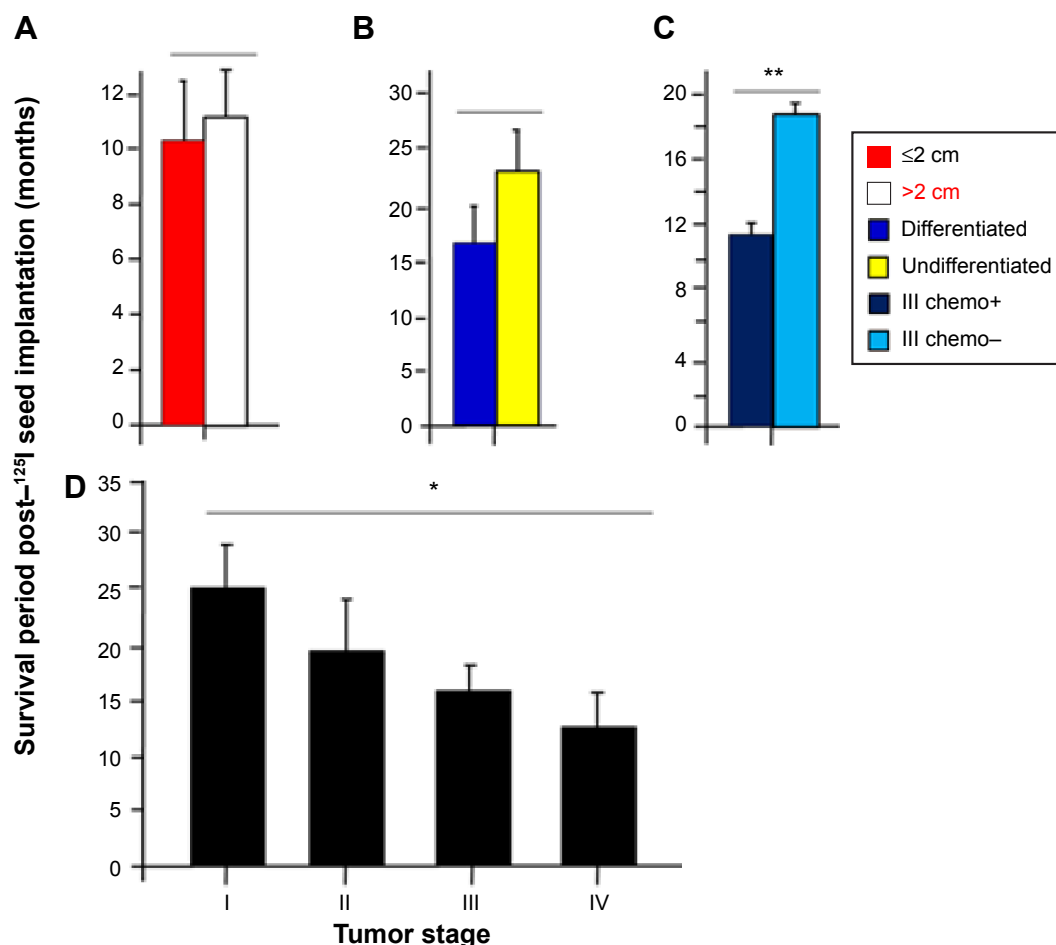 A
B
C
Survival period post–¹²⁵I seed implantation (months)
12
10
8
6
4
2
0
30
25
20
15
10
5
0
**
20
18
16
12
8
4
0
≤2 cm
>2 cm
Differentiated
Undifferentiated
III chemo+
III chemo–
D
*
35
30
25
20
15
10
5
0
I
II
III
IV
Tumor stage